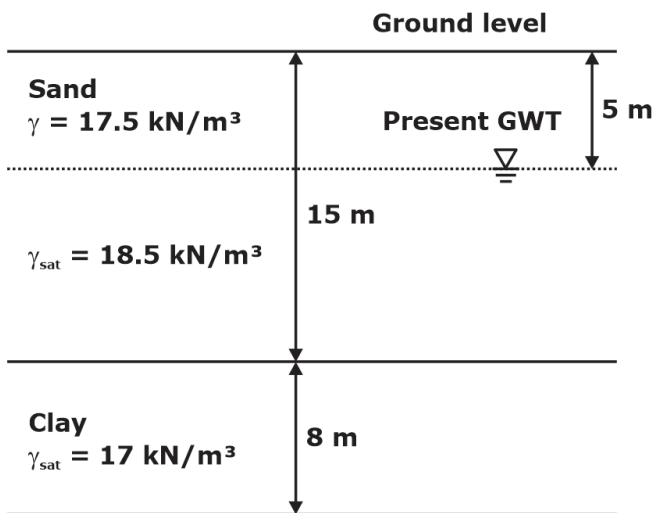 Ground level
Sand
γ = 17.5 kN/m³
5 m
Present GWT
15 m
γsat = 18.5 kN/m³
Clay
γsat = 17 kN/m³
8 m